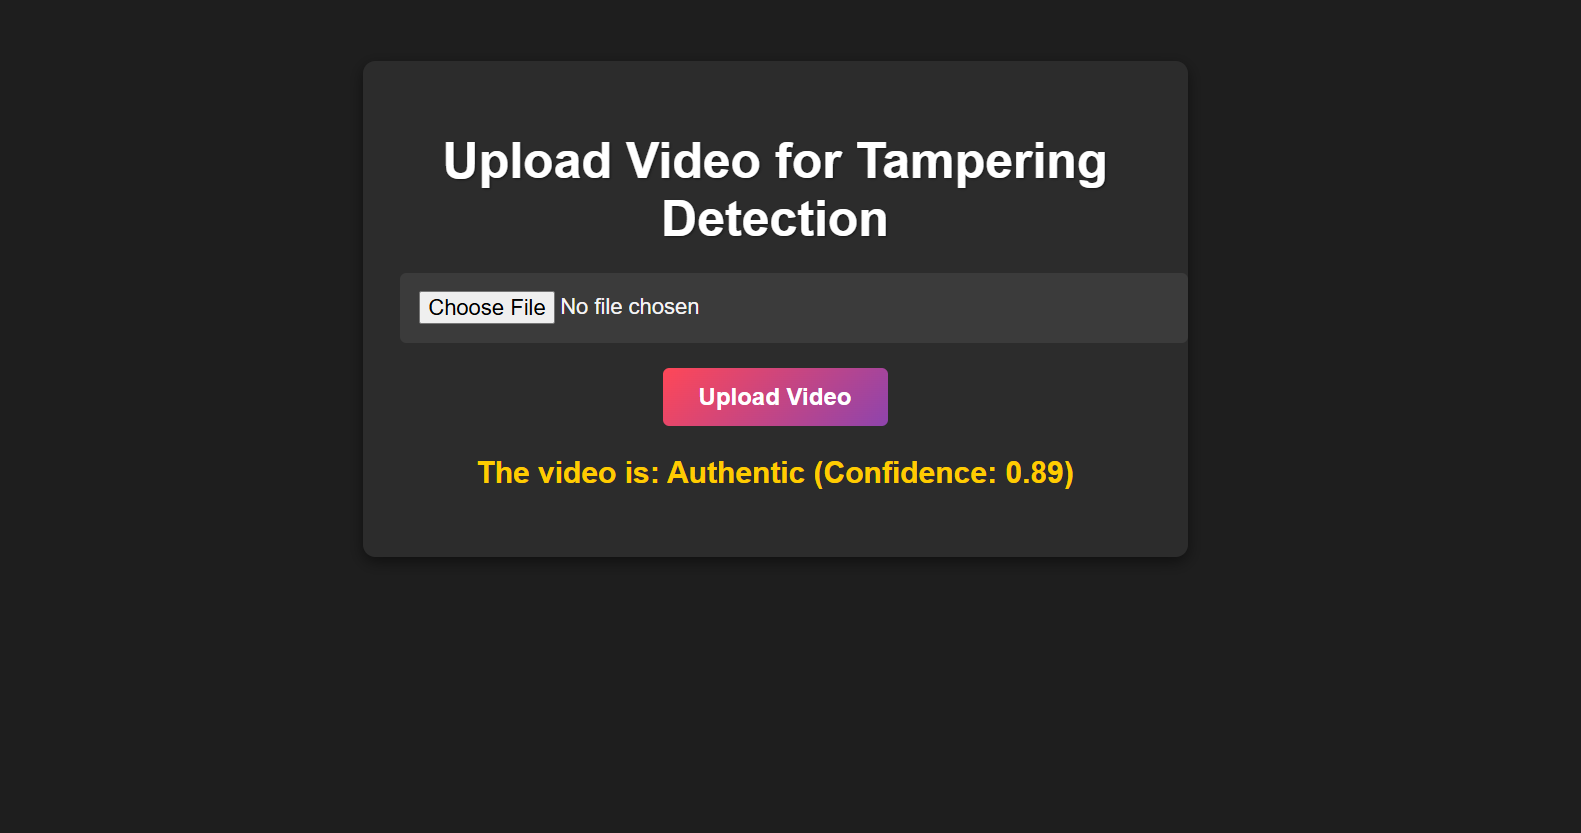 Upload Video for Tampering
Detection
Choose File No file chosen
Upload Video
The video is: Authentic (Confidence: 0.89)